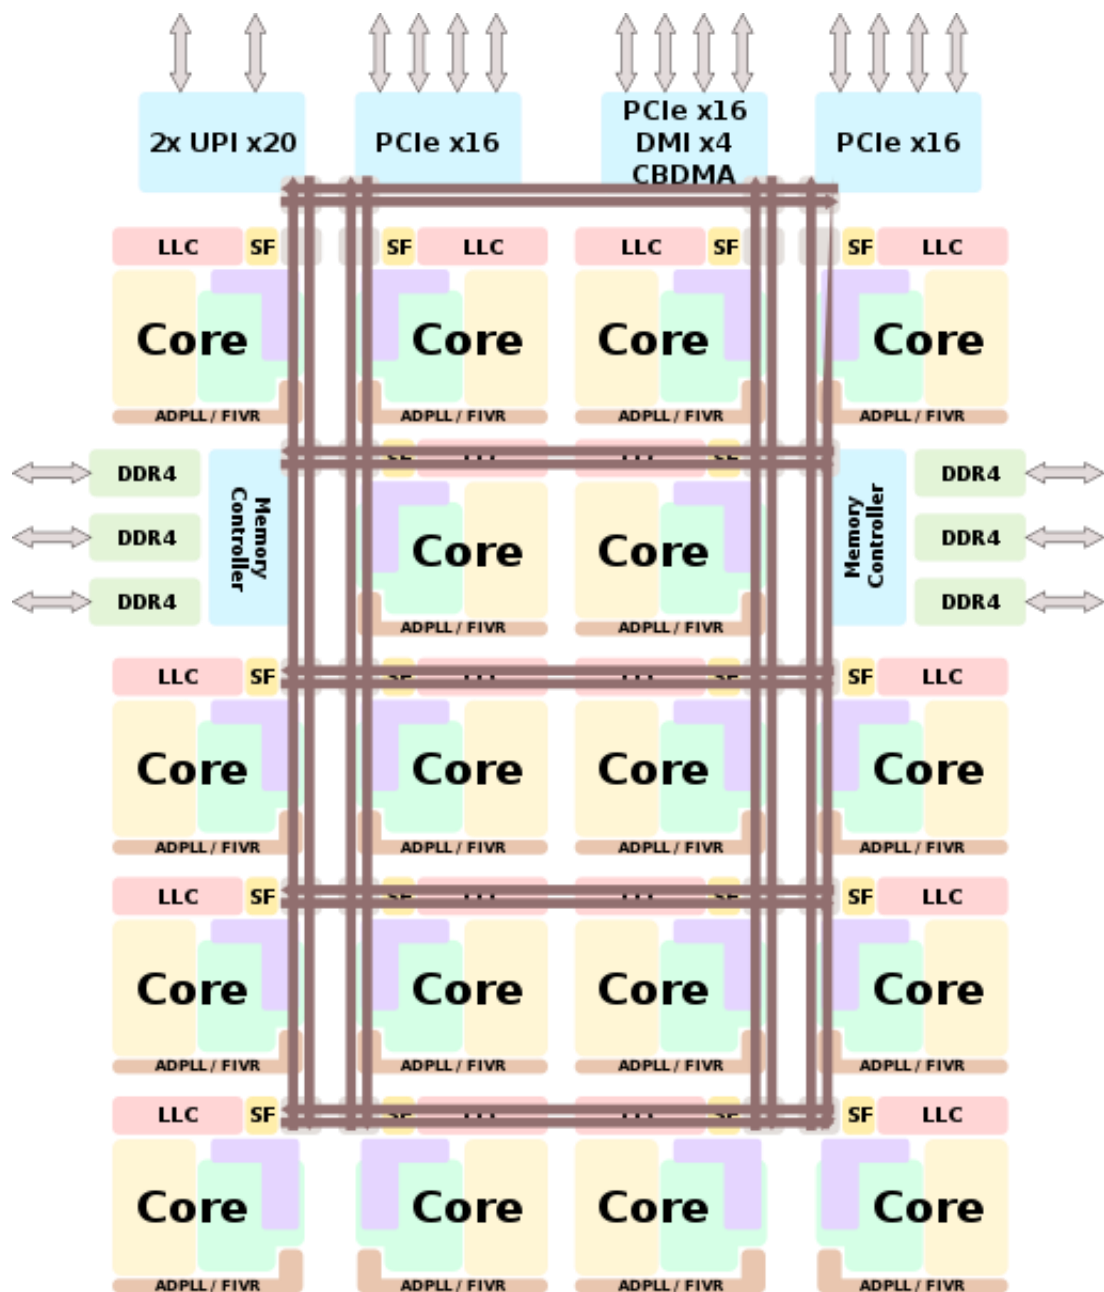 2x UPI x20
PCIe x16
PCIe x16
DMI x4
CBDMA
PCIe x16
LLC SF SF LLC LLC SF SF LLC
Core Core Core Core
ADPLL / FIVR ADPLL / FIVR ADPLL / FIVR ADPLL / FIVR
DDR4
DDR4
DDR4
Memory
Controller
Core Core
ADPLL / FIVR ADPLL / FIVR
Memory
Controller
DDR4
DDR4
DDR4
LLC SF SF LLC
Core Core Core Core
ADPLL / FIVR ADPLL / FIVR ADPLL / FIVR ADPLL / FIVR
LLC SF SF LLC
Core Core Core Core
ADPLL / FIVR ADPLL / FIVR ADPLL / FIVR ADPLL / FIVR
LLC SF SF LLC
Core Core Core Core
ADPLL / FIVR ADPLL / FIVR ADPLL / FIVR ADPLL / FIVR